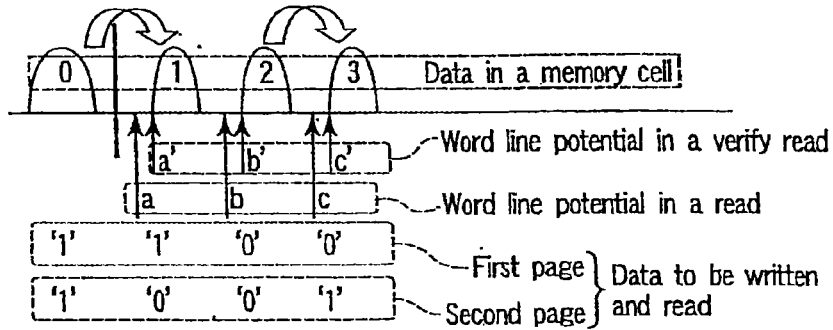 0 1 2 3 Data in a memory cell
a' b' c' Word line potential in a verify read
a b c Word line potential in a read
'1' '1' '0' '0' First page
Data to be written and read
'1' '0' '0' '1' Second page